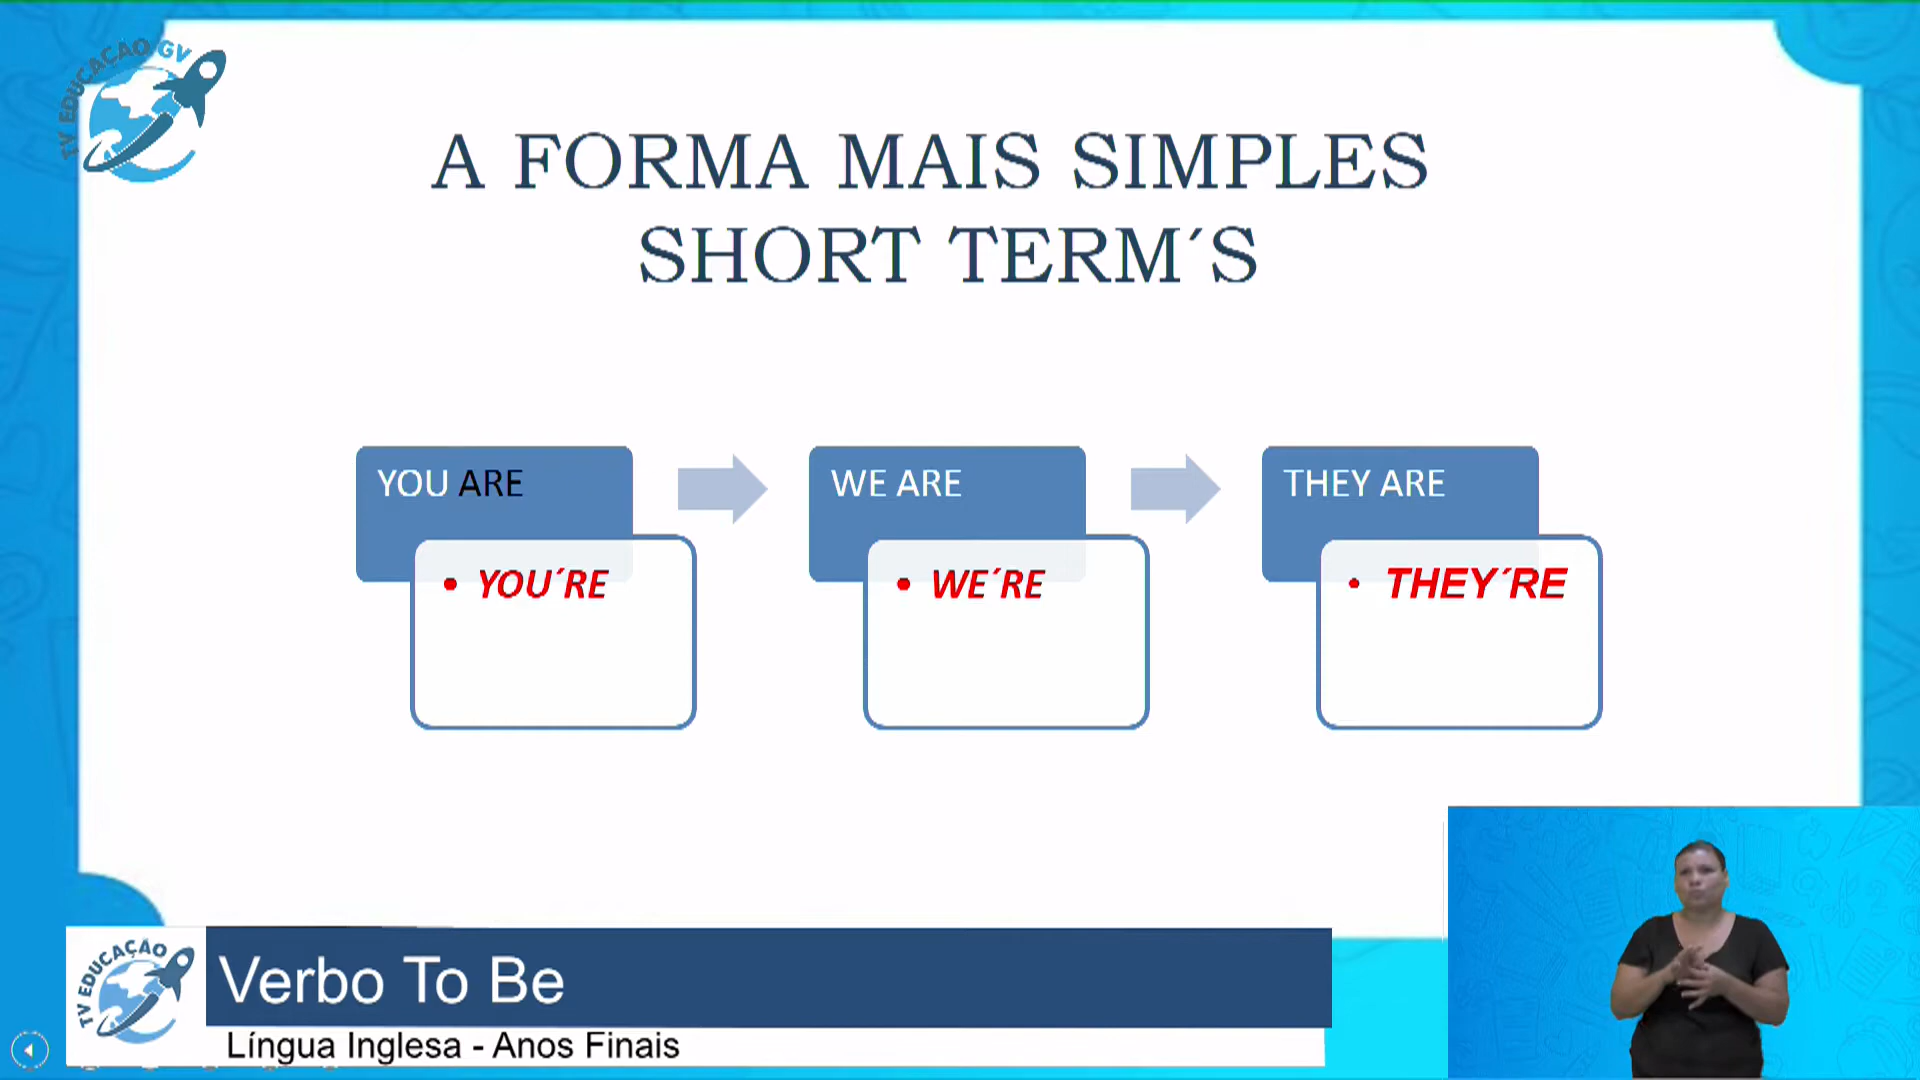 TV EDUCAÇÃO GV
A FORMA MAIS SIMPLES
SHORT TERM´S
YOU ARE
WE ARE
THEY ARE
• YOU´RE
• WE´RE
• THEY´RE
TV EDUCAÇÃO
Verbo To Be
Língua Inglesa - Anos Finais